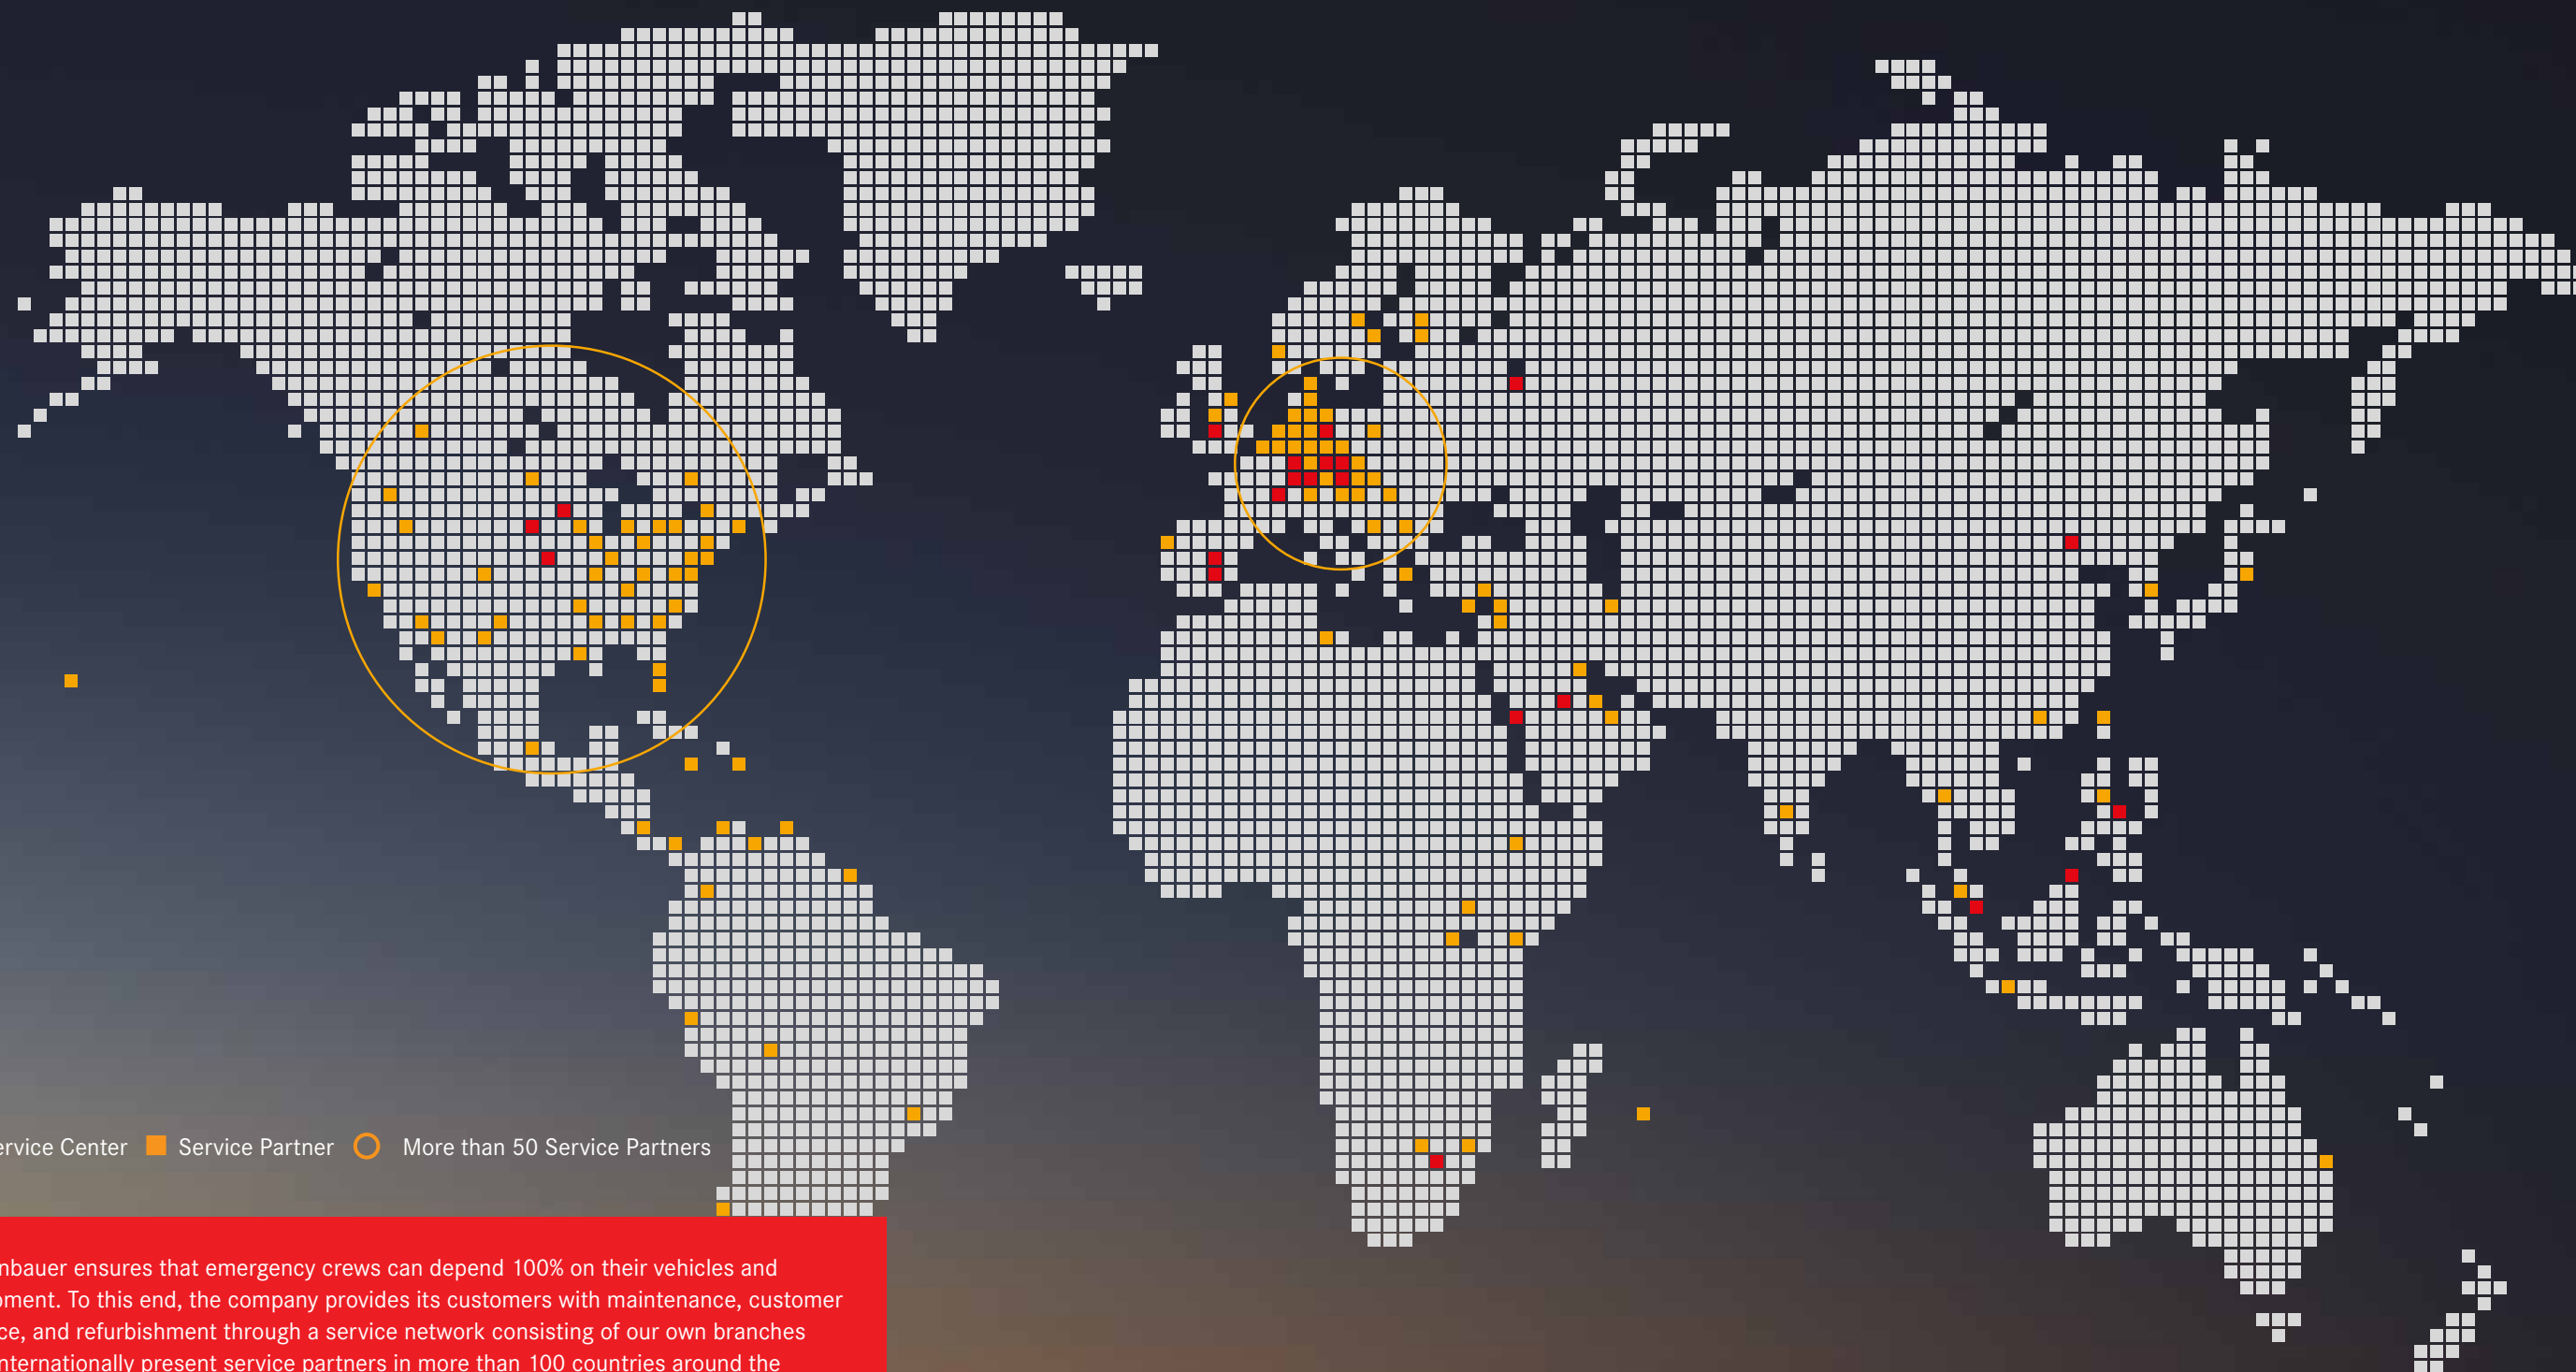 ervice Center Service Partner More than 50 Service Partners
nbauer ensures that emergency crews can depend 100% on their vehicles and
pment. To this end, the company provides its customers with maintenance, customer
ce, and refurbishment through a service network consisting of our own branches
nternationally present service partners in more than 100 countries around the